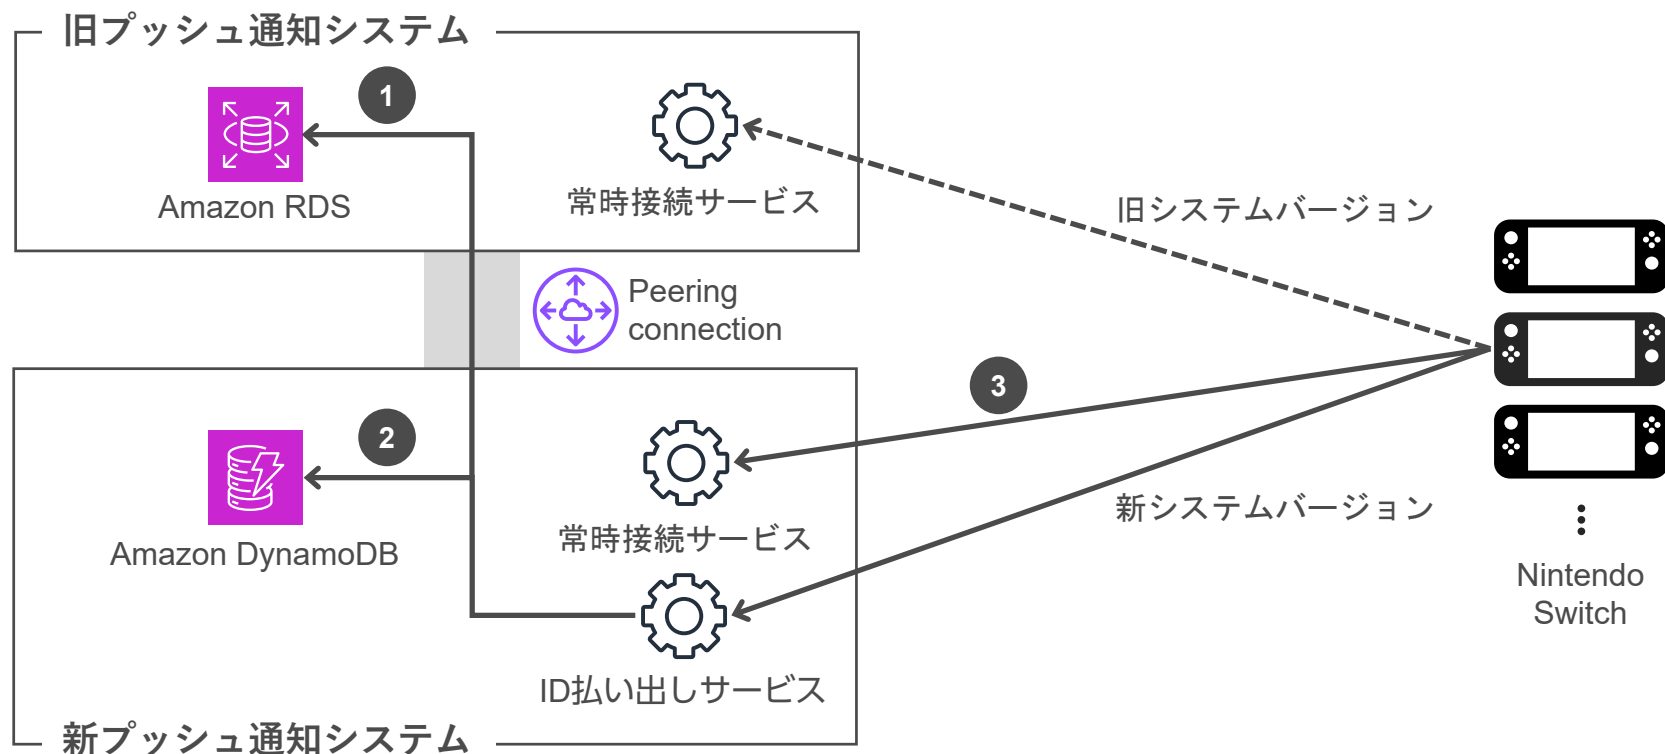 旧プッシュ通知システム
1
Amazon RDS
常時接続サービス
旧システムバージョン
Peering
connection
3
2
Amazon DynamoDB
常時接続サービス
新システムバージョン
Nintendo
Switch
ID払い出しサービス
新プッシュ通知システム